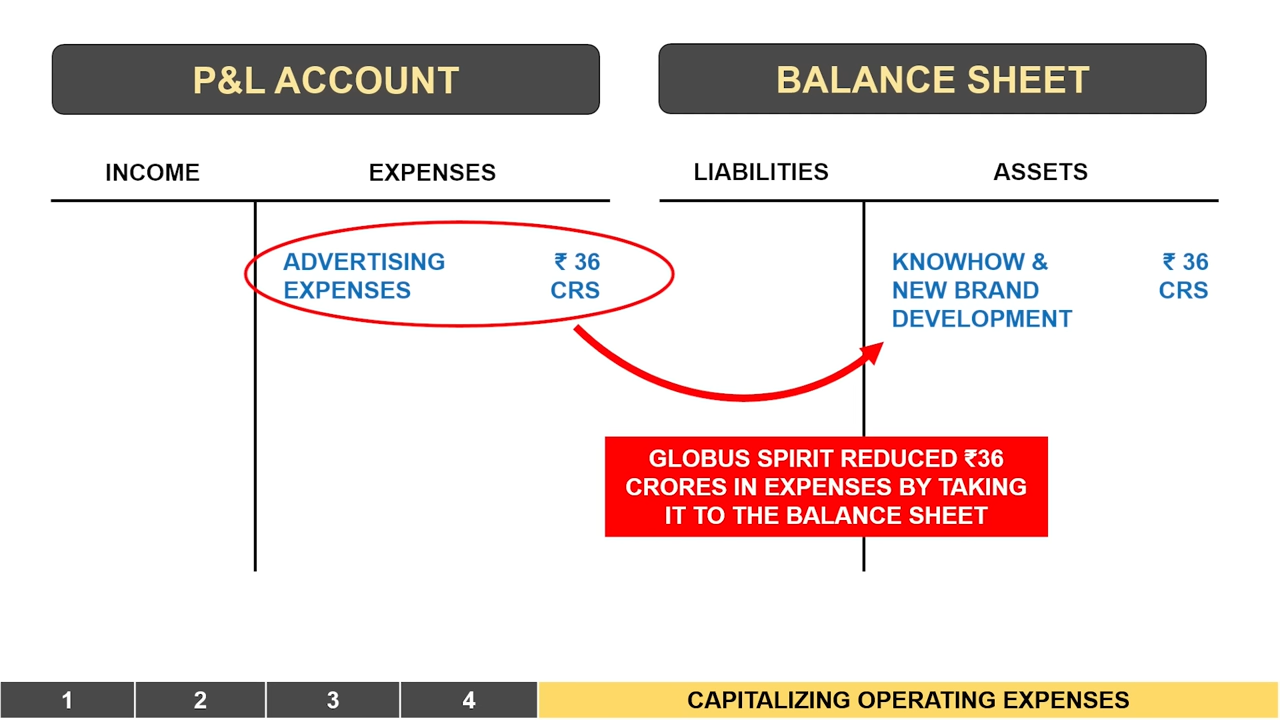 P&L ACCOUNT
BALANCE SHEET
INCOME
EXPENSES
LIABILITIES
ASSETS
ADVERTISING ₹ 36
EXPENSES CRS
KNOWHOW & ₹ 36
NEW BRAND CRS
DEVELOPMENT
GLOBUS SPIRIT REDUCED ₹36
CRORES IN EXPENSES BY TAKING
IT TO THE BALANCE SHEET
1
2
3
4
CAPITALIZING OPERATING EXPENSES